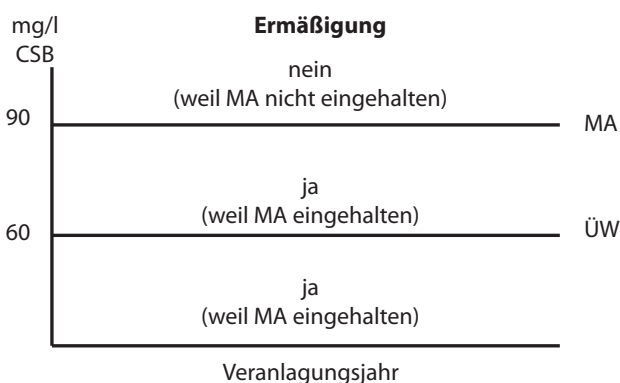 mg/l
CSB
Ermäßigung
nein
(weil MA nicht eingehalten)
90
MA
ja
(weil MA eingehalten)
60
ÜW
ja
(weil MA eingehalten)
Veranlagungsjahr